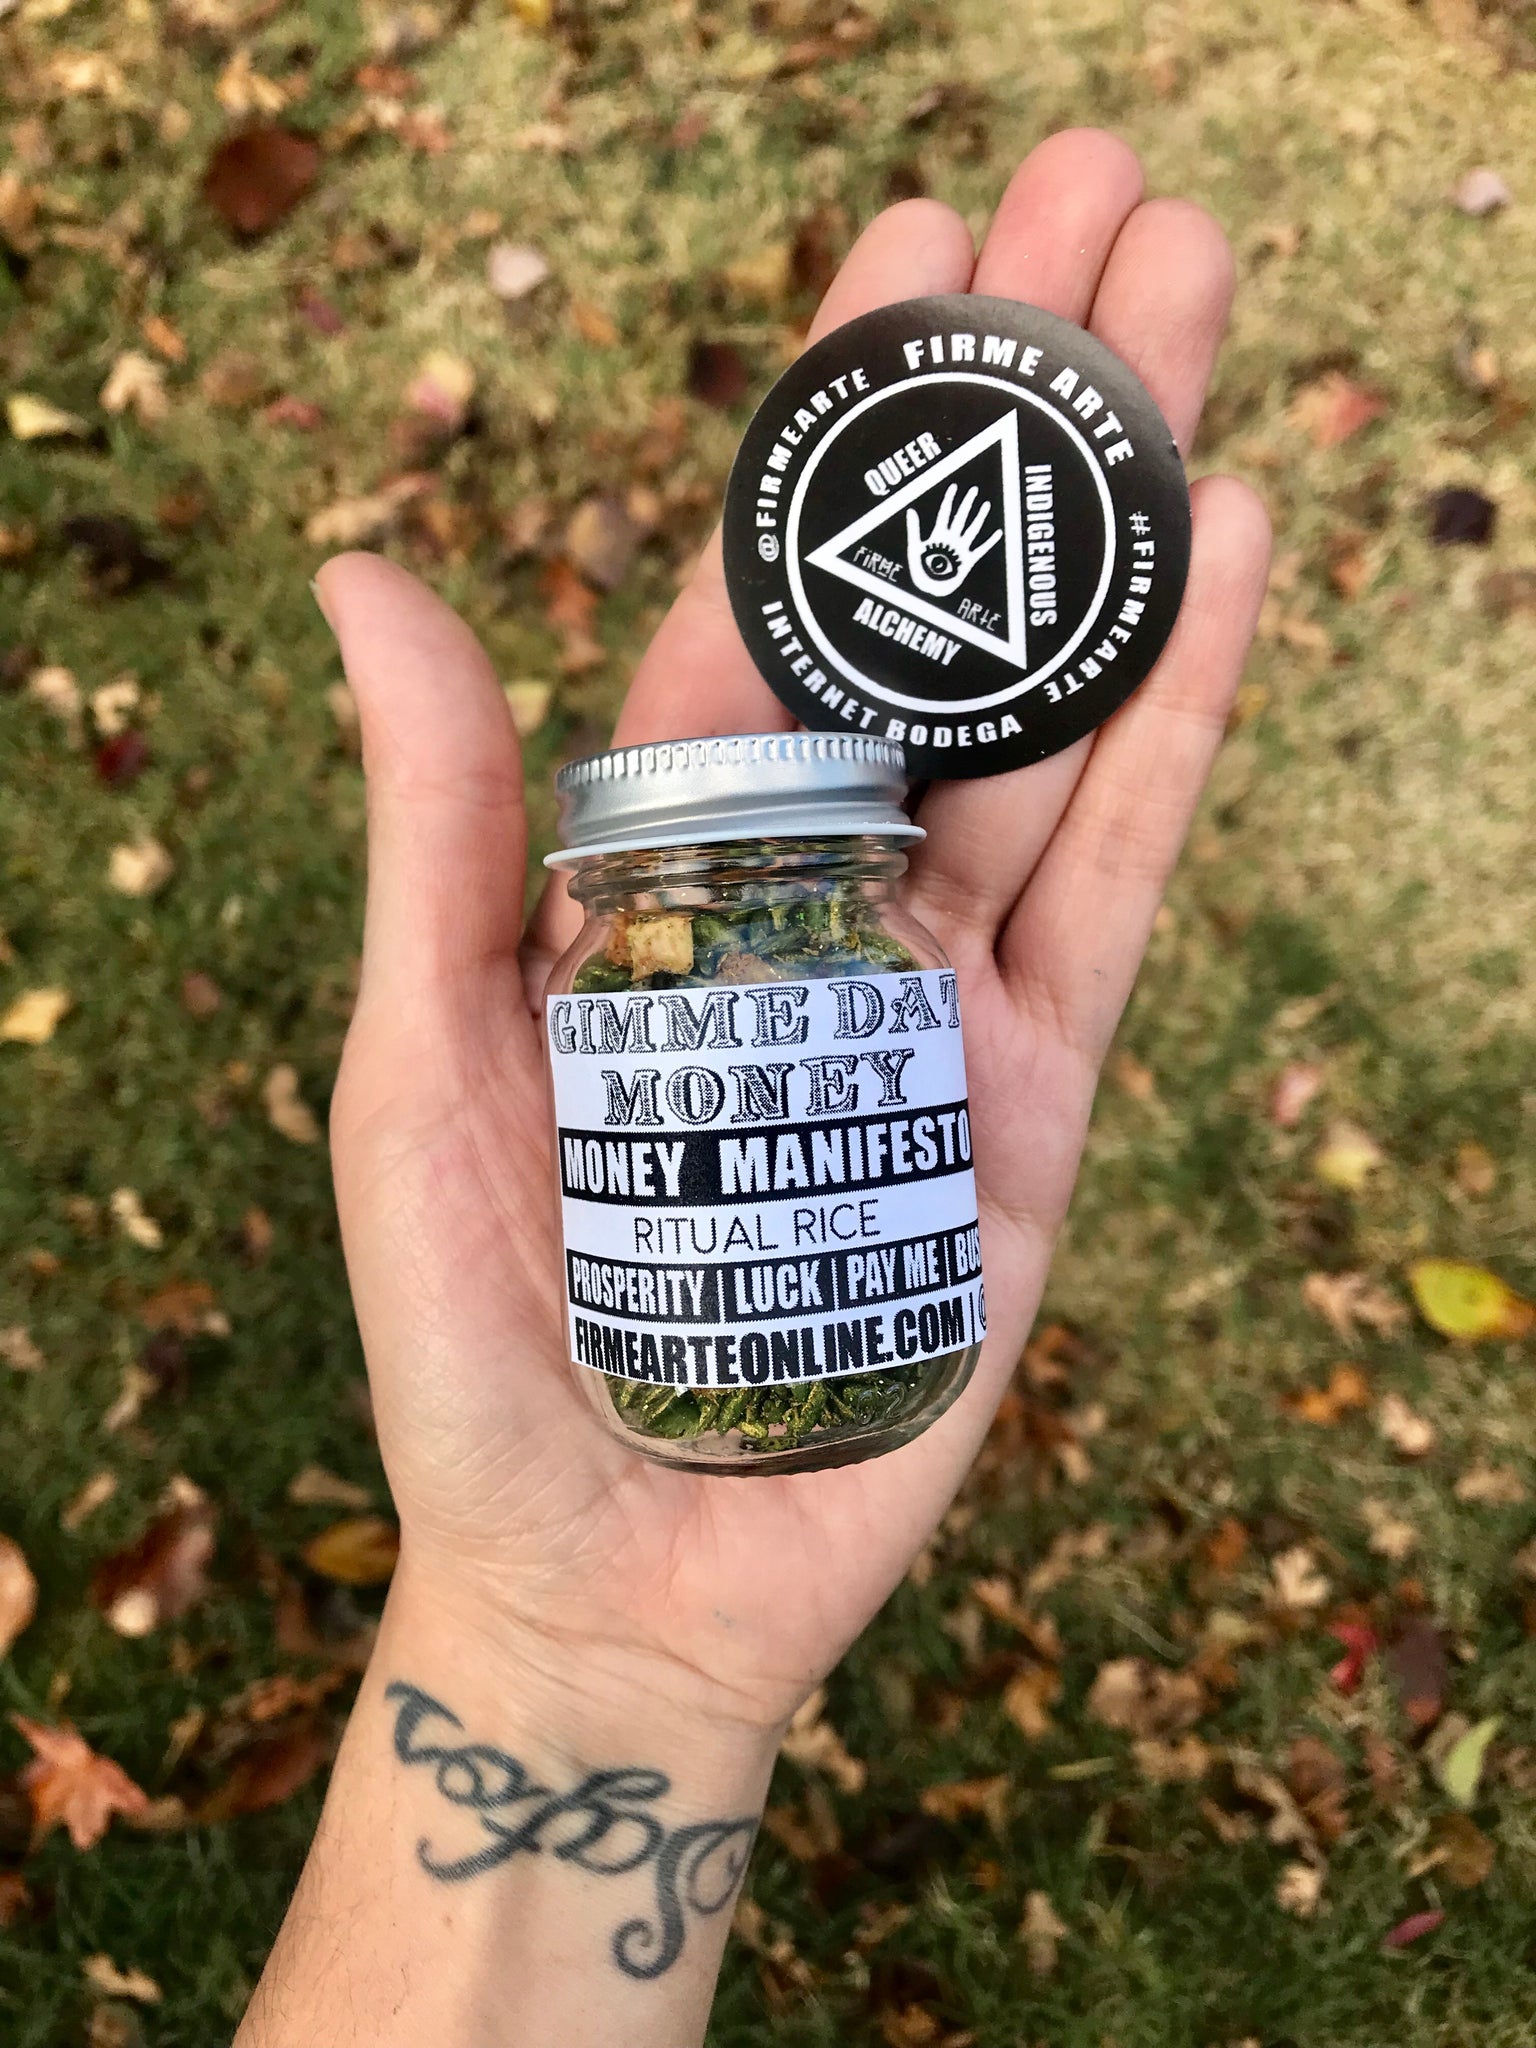 FIRME ARTE
@FIRMEARTE
#FIRMEARTE
INTERNET BODEGA
QUEER
INDIGENOUS
ALCHEMY
FIRME
ARTE
GIMME DAT
MONEY
MONEY MANIFESTO
RITUAL RICE
PROSPERITY | LUCK | PAY ME | BUS
FIRMEARTEONLINE.COM | @